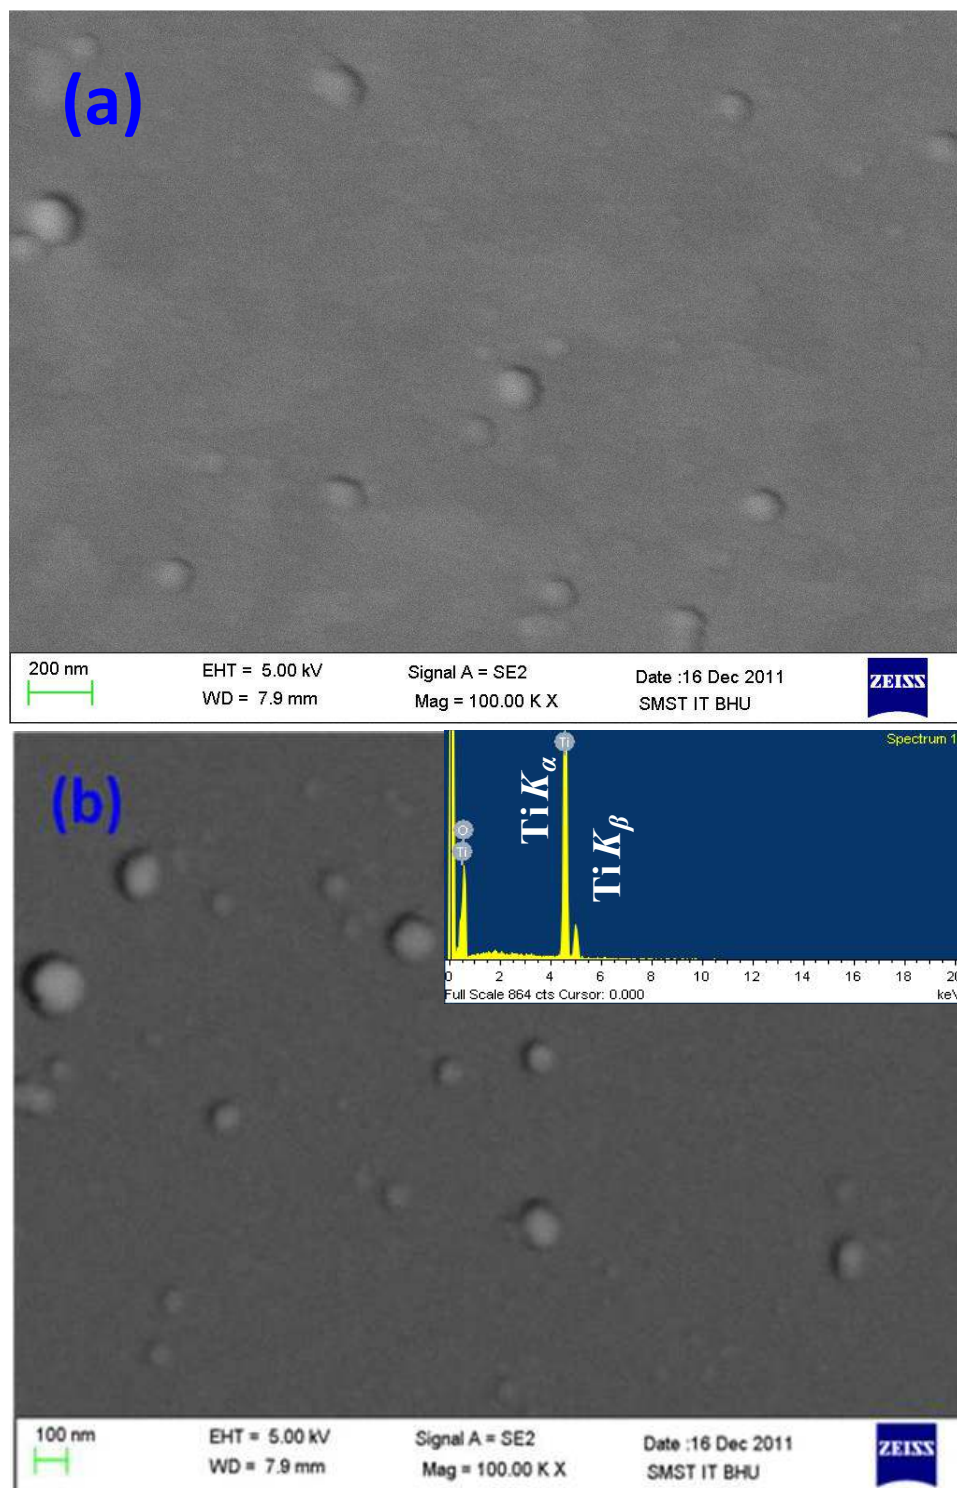 (a)
200 nm
EHT = 5.00 kV
Signal A = SE2
Date :16 Dec 2011
ZEISS
WD = 7.9 mm
Mag = 100.00 K X
SMST IT BHU
(b)
Spectrum 1
Ti
Ti Kα
Ti Kβ
O
Ti
0 2 4 6 8 10 12 14 16 18 20
Full Scale 864 cts Cursor: 0.000
keV
100 nm
EHT = 5.00 kV
Signal A = SE2
Date :16 Dec 2011
ZEISS
WD = 7.9 mm
Mag = 100.00 K X
SMST IT BHU